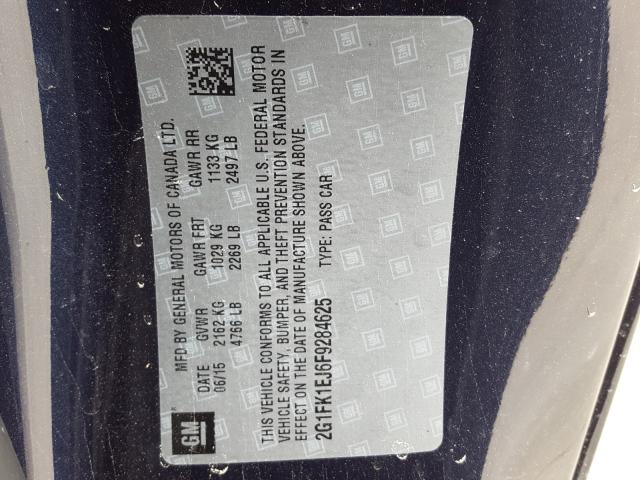 GM
MFD BY GENERAL MOTORS OF CANADA LTD.
DATE GVWR GAWR FRT GAWR RR
06/15 2162 KG 1029 KG 1133 KG
4766 LB 2269 LB 2497 LB
THIS VEHICLE CONFORMS TO ALL APPLICABLE U.S. FEDERAL MOTOR
VEHICLE SAFETY, BUMPER, AND THEFT PREVENTION STANDARDS IN
EFFECT ON THE DATE OF MANUFACTURE SHOWN ABOVE.
2G1FK1EJ6F9284625 TYPE: PASS CAR